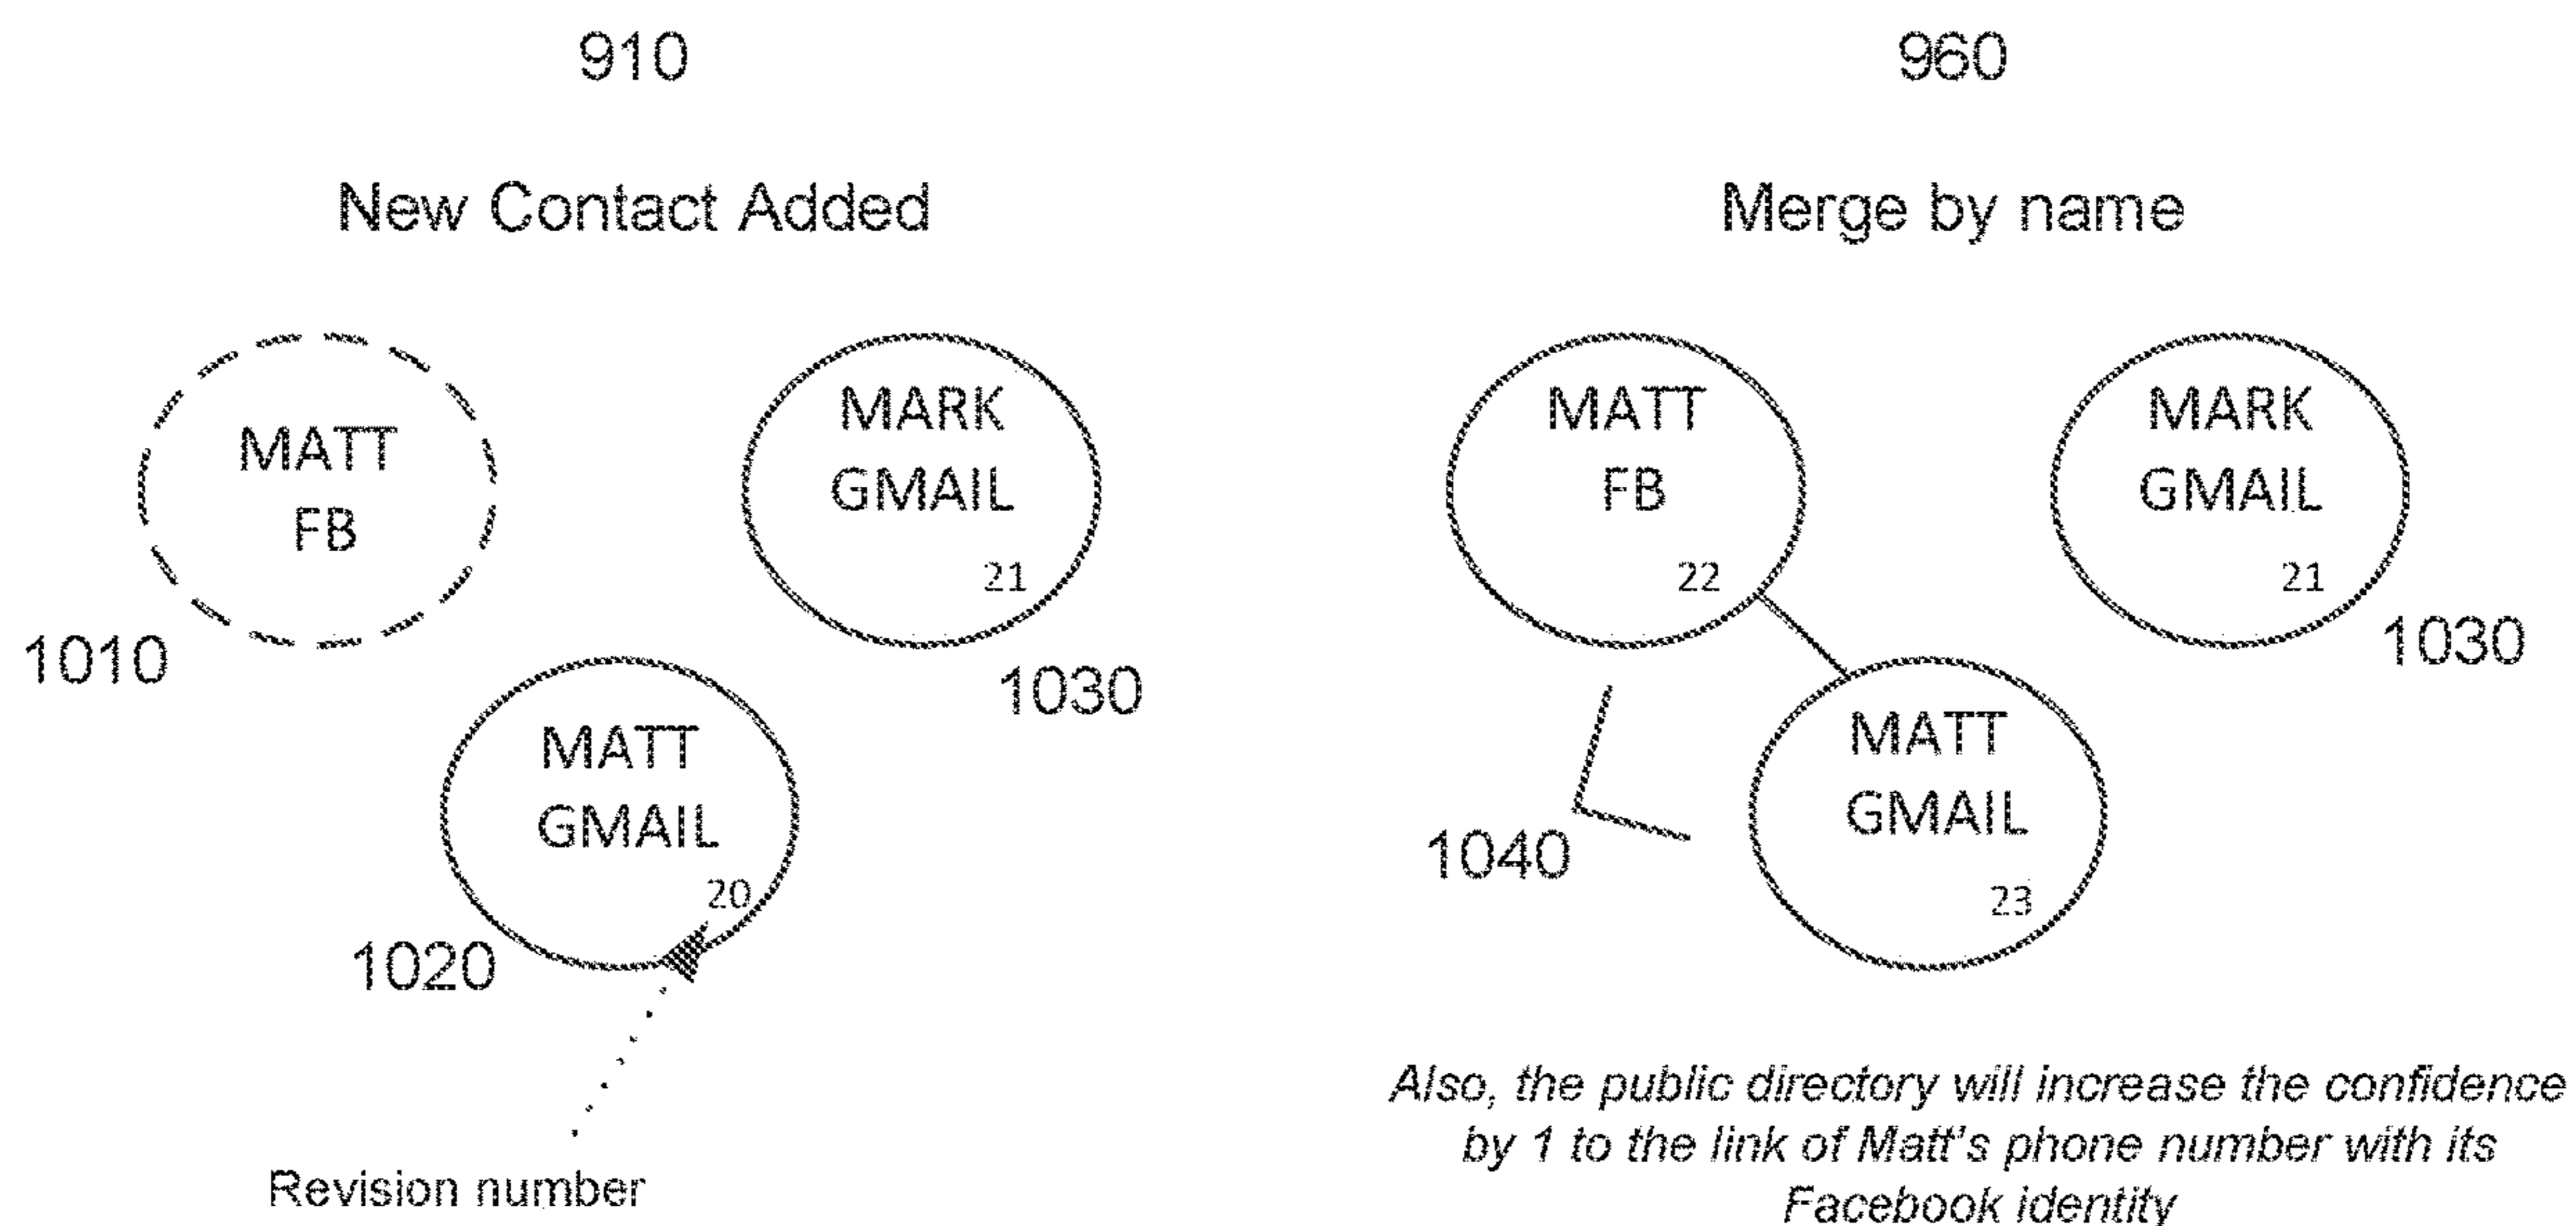 910
New Contact Added
MATT
FB
1010
MARK
GMAIL
21
1030
MATT
GMAIL
20
1020
Revision number
960
Merge by name
MATT
FB
22
MARK
GMAIL
21
1030
MATT
GMAIL
23
1040
Also, the public directory will increase the confidence
by 1 to the link of Matt's phone number with its
Facebook identity